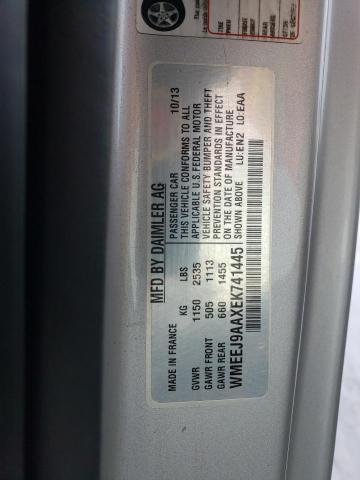 MFD BY DAIMLER AG
MADE IN FRANCE
PASSENGER CAR 10/13
KG LBS
THIS VEHICLE CONFORMS TO ALL
GVWR 1150 2535
APPLICABLE U.S. FEDERAL MOTOR
GAWR FRONT 505 1113
VEHICLE SAFETY BUMPER AND THEFT
GAWR REAR 660 1455
PREVENTION STANDARDS IN EFFECT
ON THE DATE OF MANUFACTURE
SHOWN ABOVE LU:EN2 LO:EAA
WMEEJ9AAXEK741445